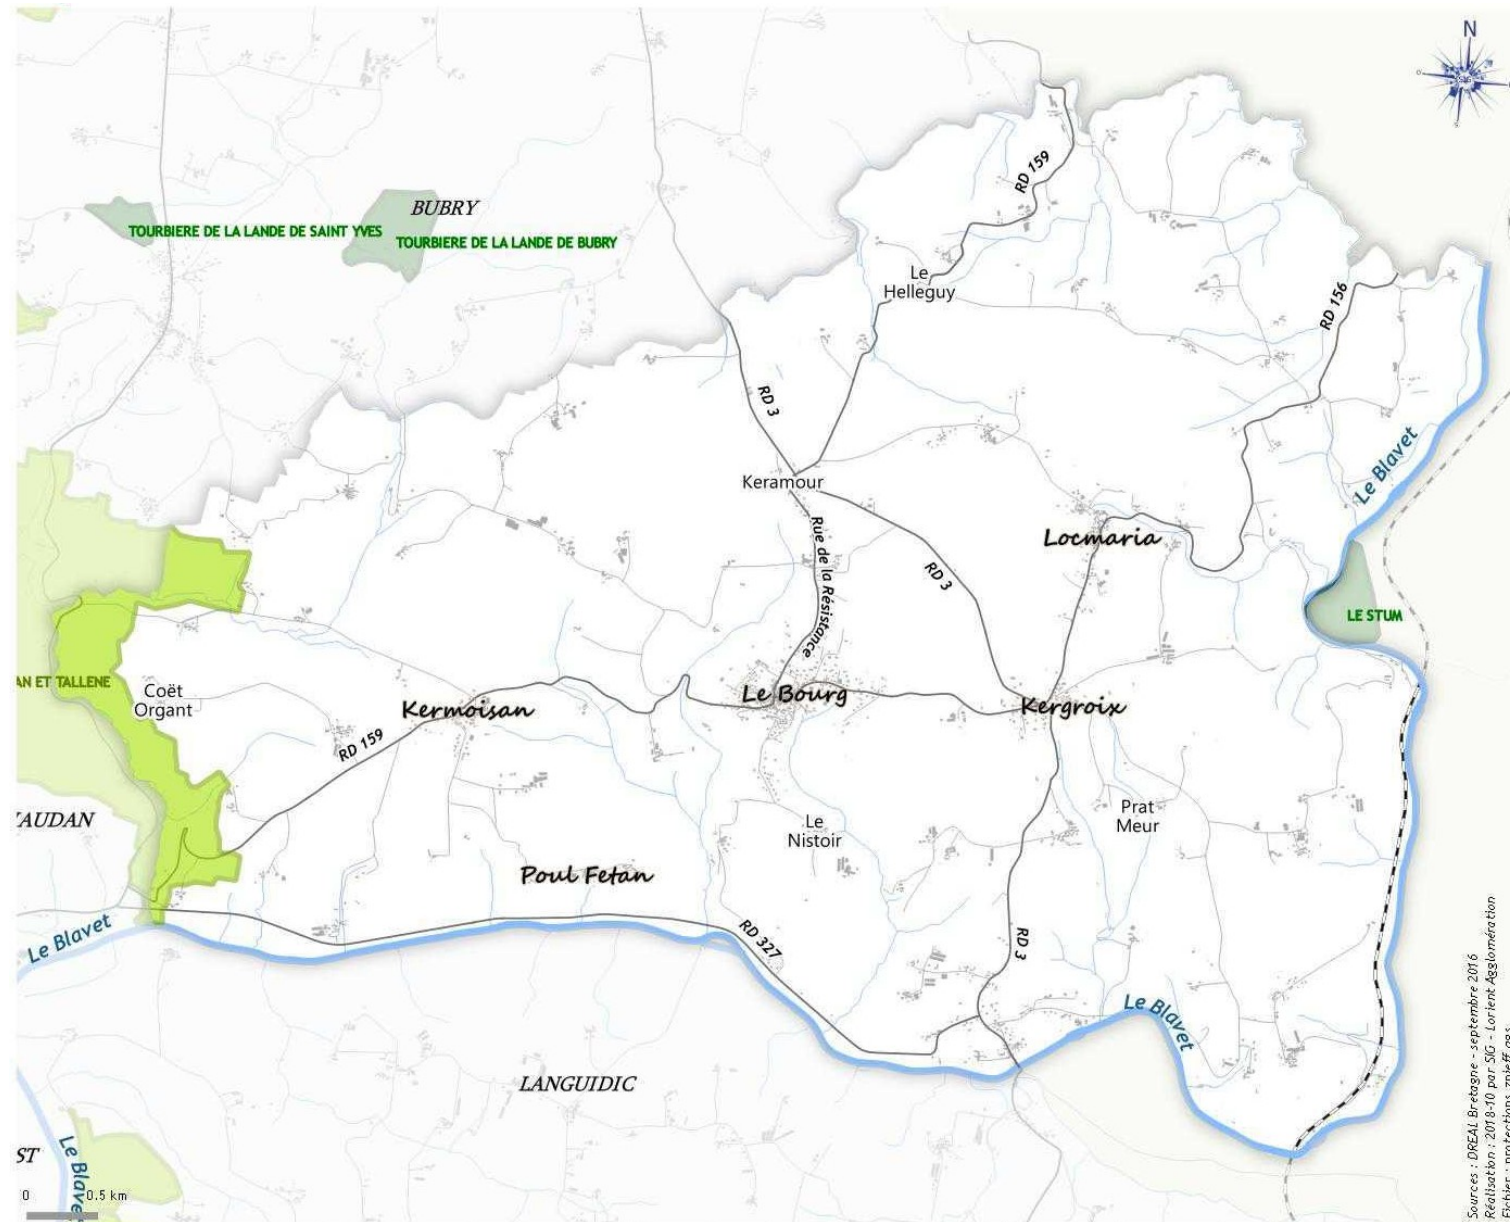 N
SIG
RD 159
BUBRY
TOURBIERE DE LA LANDE DE SAINT YVES
TOURBIERE DE LA LANDE DE BUBRY
Le
Helleguy
RD 156
RD 3
Le Blavet
Keramour
Rue de la Résistance
Locmaria
RD 3
LE STUM
AN ET TALLENE
Coët
Organt
Kermoisan
Le Bourg
Kergroix
RD 159
Prat
Meur
AUDAN
Le
Nistoir
Poul Fetan
Le Blavet
RD 327
RD 3
Le Blavet
LANGUIDIC
ST
Le Blave
0 0.5 km
Sources : DREAL Bretagne - septembre 2016
Réalisation : 2018-10 par SIG - Lorient Agglomération